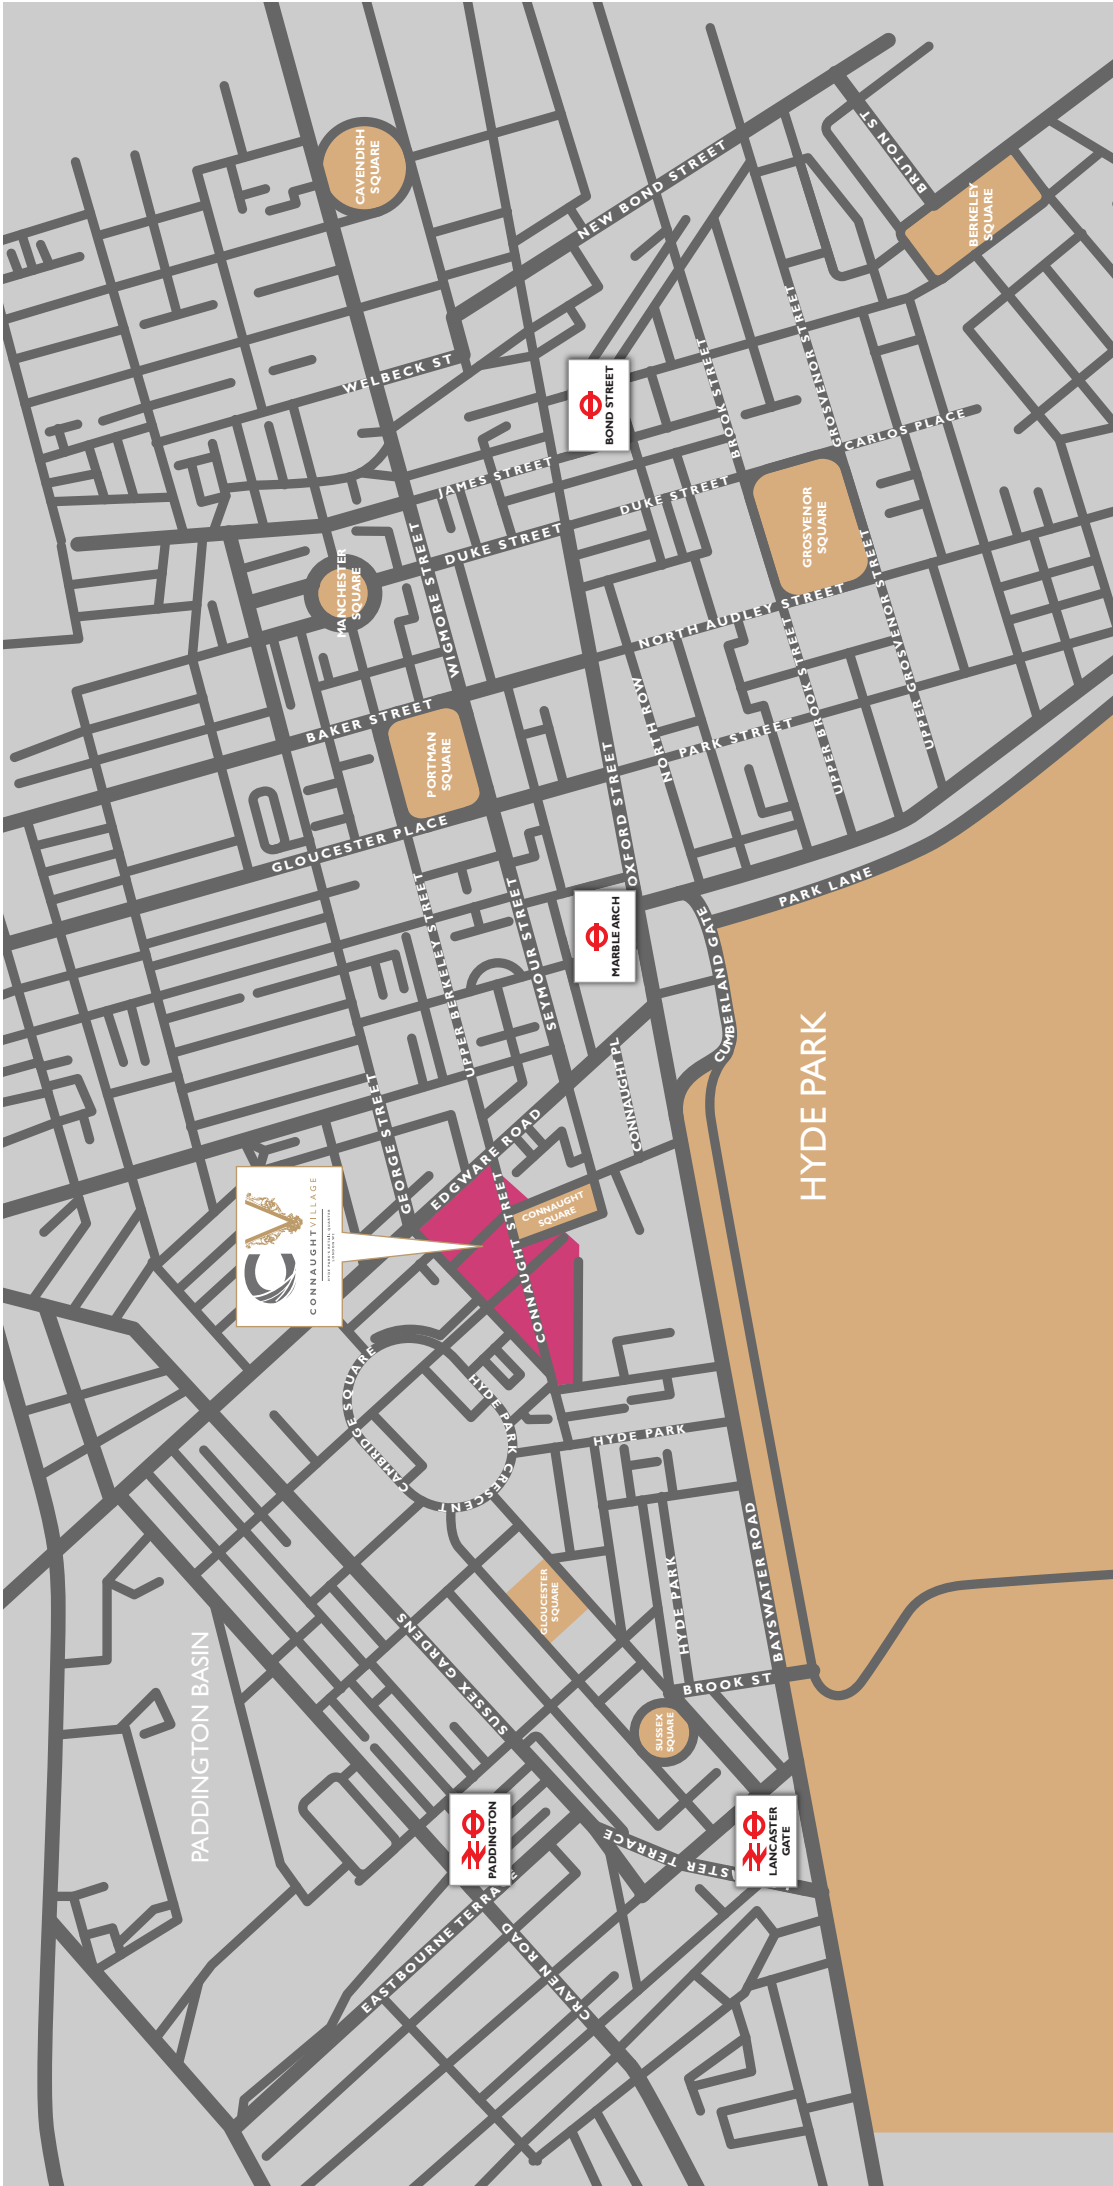 CAVENDISH
SQUARE
NEW BOND STREET
BRUTON ST
BERKELEY
SQUARE
WELBECK ST
BOND STREET
BROOK STREET
GROSVENOR STREET
CARLOS PLACE
JAMES STREET
DUKE STREET
DUKE STREET
GROSVENOR
SQUARE
MANCHESTER
SQUARE
WIGMORE STREET
NORTH AUDLEY STREET
UPPER BROOK STREET
UPPER GROSVENOR STREET
BAKER STREET
PORTMAN
SQUARE
NORTH ROW
PARK STREET
OXFORD STREET
GLOUCESTER PLACE
PARK LANE
UPPER BERKELEY STREET
SEYMOUR STREET
MARBLE ARCH
CUMBERLAND GATE
HYDE PARK
CONNAUGHT PL
GEORGE STREET
EDGWARE ROAD
CONNAUGHT STREET
CONNAUGHT
SQUARE
CV
CONNAUGHTVILLAGE
CAMBRIDGE SQUARE
HYDE PARK CRESCENT
HYDE PARK
GLOUCESTER
SQUARE
HYDE PARK
BAYSWATER ROAD
BROOK ST
SUSSEX
SQUARE
SUSSEX GARDENS
PADDINGTON BASIN
PADDINGTON
LANCASTER
GATE
ASTER TERRACE
EASTBOURNE TERRA
CRAVEN ROAD